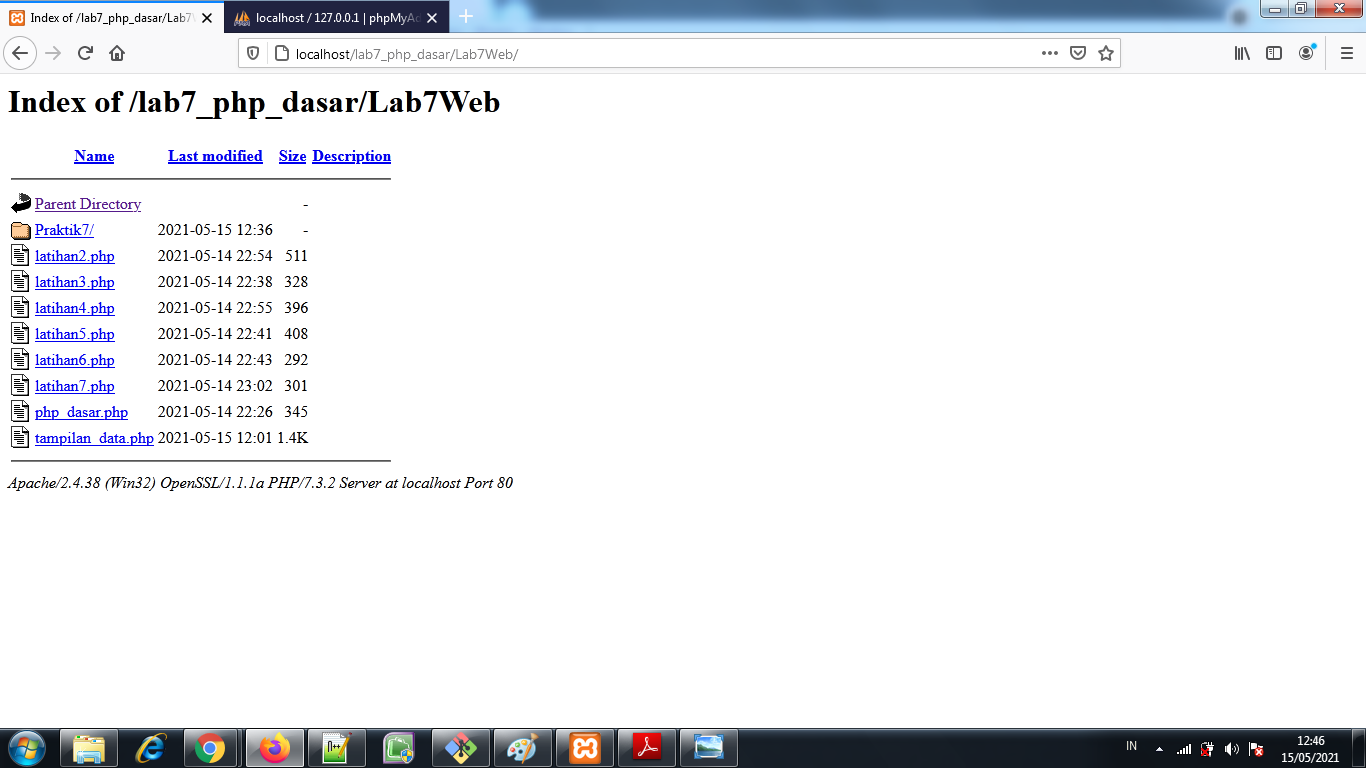 Index of /lab7_php_dasar/Lab7W
localhost / 127.0.0.1 | phpMyAd
localhost/lab7_php_dasar/Lab7Web/
Index of /lab7_php_dasar/Lab7Web
Name Last modified Size Description
Parent Directory -
Praktik7/ 2021-05-15 12:36 -
latihan2.php 2021-05-14 22:54 511
latihan3.php 2021-05-14 22:38 328
latihan4.php 2021-05-14 22:55 396
latihan5.php 2021-05-14 22:41 408
latihan6.php 2021-05-14 22:43 292
latihan7.php 2021-05-14 23:02 301
php_dasar.php 2021-05-14 22:26 345
tampilan_data.php 2021-05-15 12:01 1.4K
Apache/2.4.38 (Win32) OpenSSL/1.1.1a PHP/7.3.2 Server at localhost Port 80
IN
12:46
15/05/2021